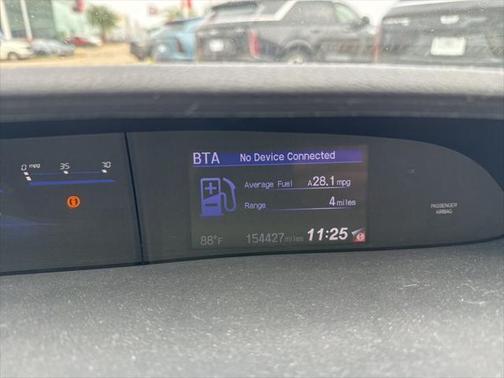 BTA No Device Connected
0 mpg 35 70
Average Fuel A28.1 mpg
Range 4 miles
PASSENGER
AIRBAG
88°F 154427 miles 11:25